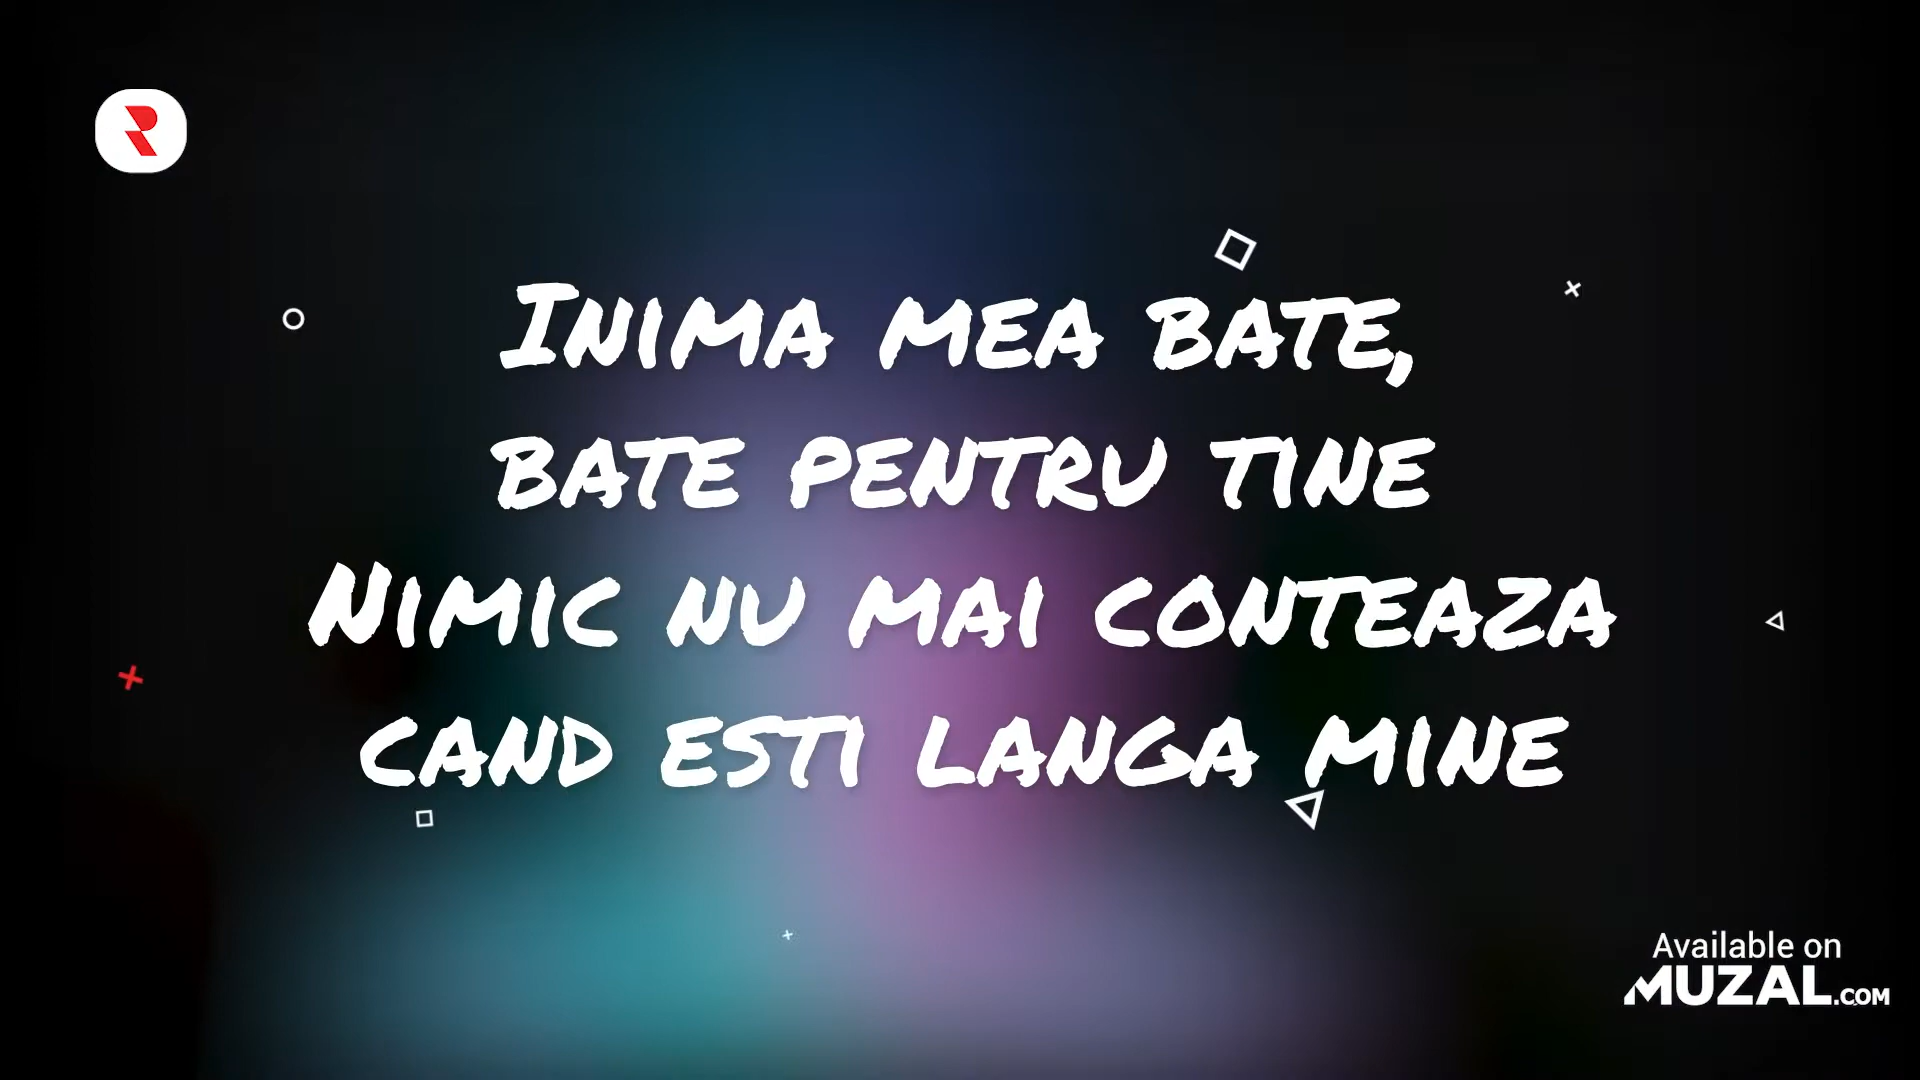 Inima mea bate,
bate pentru tine
Nimic nu mai conteaza
cand esti langa mine
Available on
MUZAL.COM